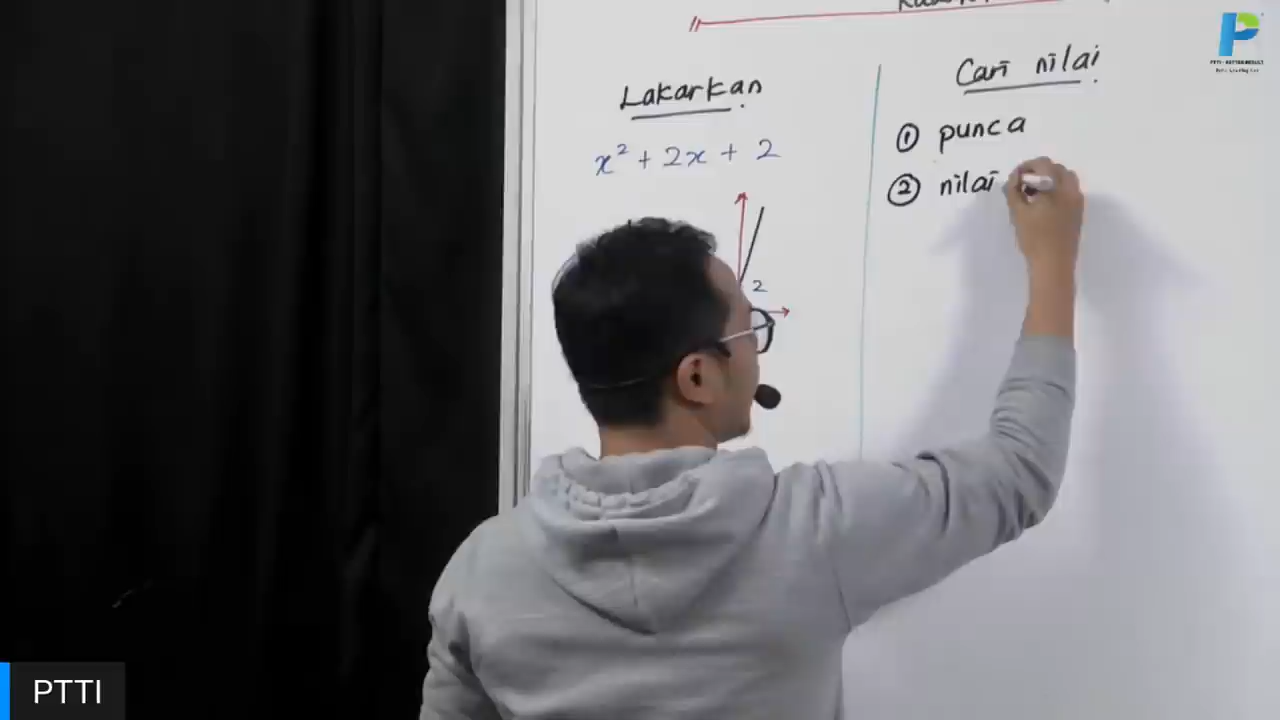 Lakarkan
x² + 2x + 2
2
Cari nilai
① punca
② nilai
PTTI